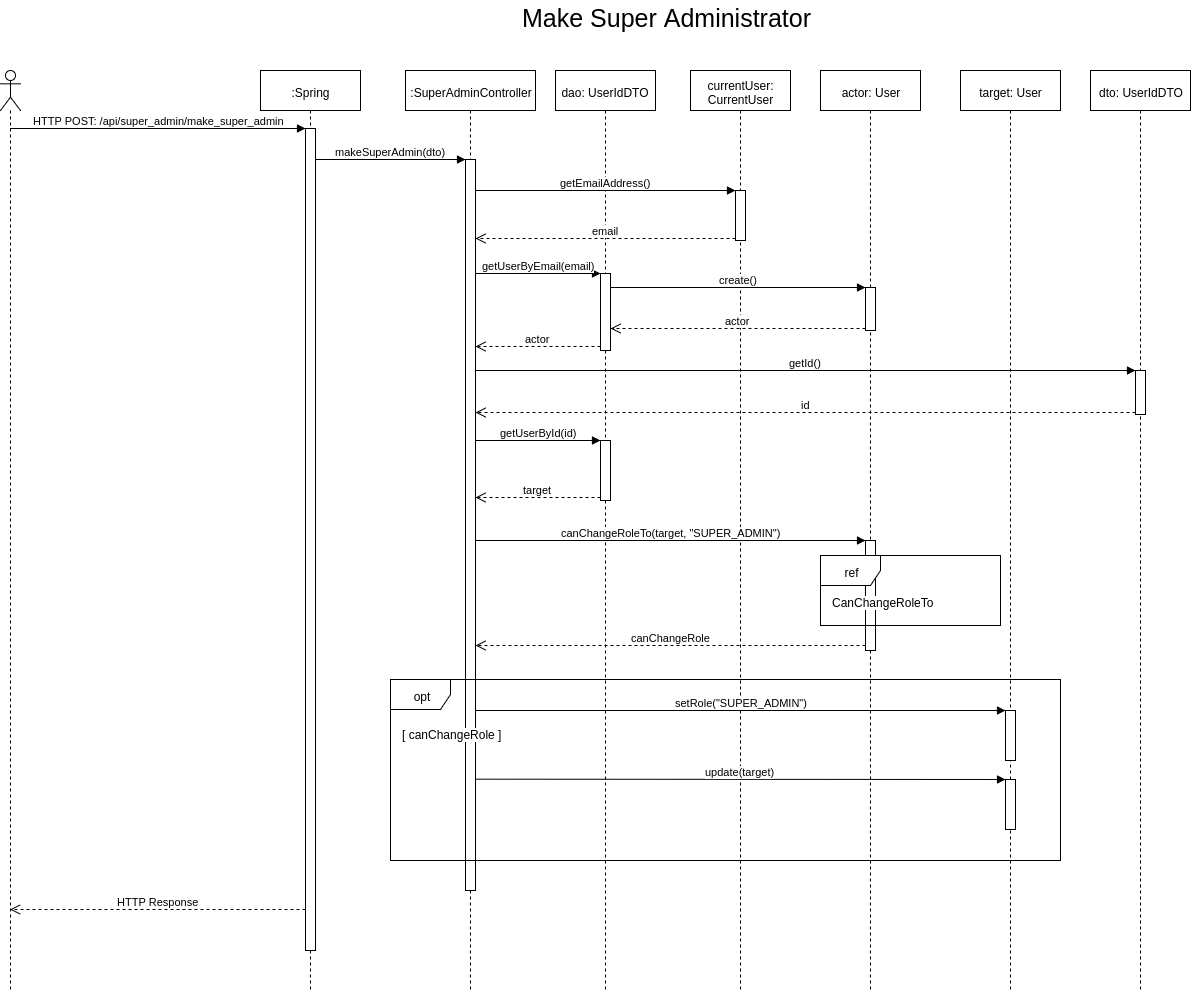 Make Super Administrator
:Spring
:SuperAdminController
dao: UserIdDTO
currentUser:
CurrentUser
actor: User
target: User
dto: UserIdDTO
HTTP POST: /api/super_admin/make_super_admin
makeSuperAdmin(dto)
getEmailAddress()
email
getUserByEmail(email)
create()
actor
actor
getId()
id
getUserById(id)
target
canChangeRoleTo(target, "SUPER_ADMIN")
ref
CanChangeRoleTo
canChangeRole
opt
setRole("SUPER_ADMIN")
[ canChangeRole ]
update(target)
HTTP Response